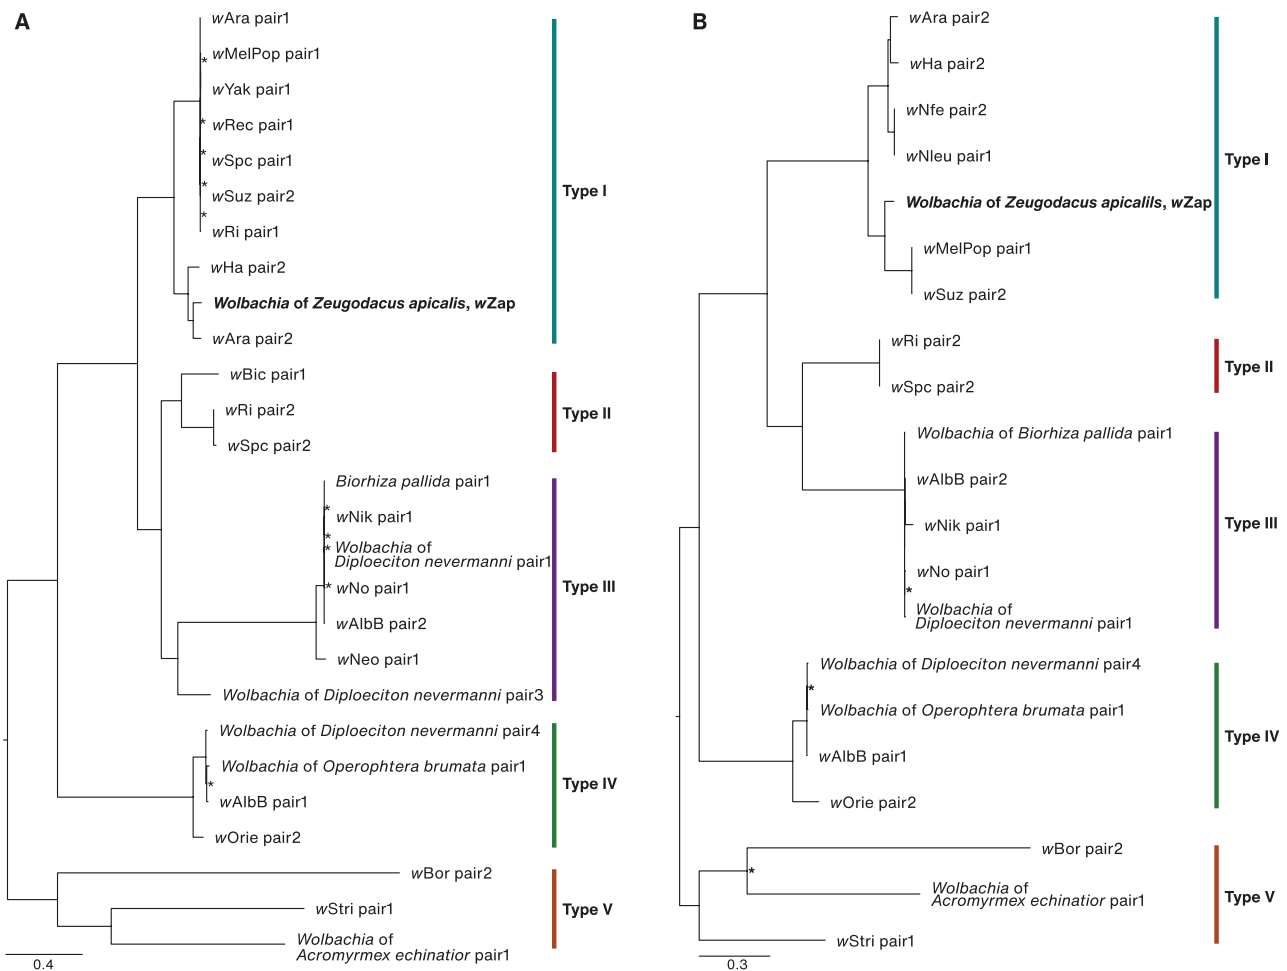 A
wAra pair1
wMelPop pair1
*
wYak pair1
wRec pair1
*
wSpc pair1
*
wSuz pair2
*
wRi pair1
*
Type I
wHa pair2
Wolbachia of Zeugodacus apicalis, wZap
wAra pair2
wBic pair1
wRi pair2
wSpc pair2
Type II
Biorhiza pallida pair1
wNik pair1
*
*
*
Wolbachia of
Diploeciton nevermanni pair1
wNo pair1
*
wAlbB pair2
wNeo pair1
Wolbachia of Diploeciton nevermanni pair3
Type III
Wolbachia of Diploeciton nevermanni pair4
Wolbachia of Operophtera brumata pair1
*
wAlbB pair1
wOrie pair2
Type IV
wBor pair2
wStri pair1
Wolbachia of
Acromyrmex echinatior pair1
Type V
0.4
B
wAra pair2
wHa pair2
wNfe pair2
wNleu pair1
Wolbachia of Zeugodacus apicalils, wZap
wMelPop pair1
wSuz pair2
Type I
wRi pair2
wSpc pair2
Type II
Wolbachia of Biorhiza pallida pair1
wAlbB pair2
wNik pair1
wNo pair1
*
Wolbachia of
Diploeciton nevermanni pair1
Type III
Wolbachia of Diploeciton nevermanni pair4
*
Wolbachia of Operophtera brumata pair1
wAlbB pair1
wOrie pair2
Type IV
wBor pair2
*
Wolbachia of
Acromyrmex echinatior pair1
wStri pair1
Type V
0.3